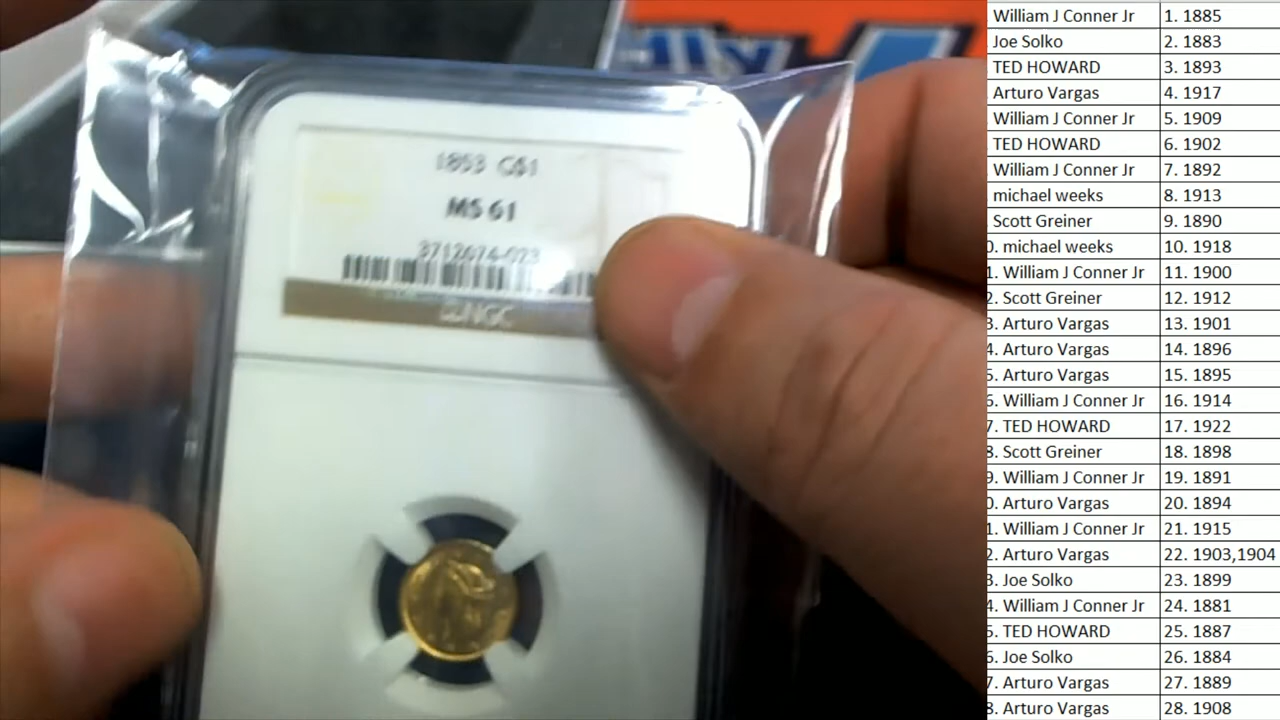 1853 G$1
MS 61
3712674-023
NGC
William J Conner Jr 1. 1885
Joe Solko 2. 1883
TED HOWARD 3. 1893
Arturo Vargas 4. 1917
William J Conner Jr 5. 1909
TED HOWARD 6. 1902
William J Conner Jr 7. 1892
michael weeks 8. 1913
Scott Greiner 9. 1890
0. michael weeks 10. 1918
1. William J Conner Jr 11. 1900
2. Scott Greiner 12. 1912
3. Arturo Vargas 13. 1901
4. Arturo Vargas 14. 1896
5. Arturo Vargas 15. 1895
6. William J Conner Jr 16. 1914
7. TED HOWARD 17. 1922
8. Scott Greiner 18. 1898
9. William J Conner Jr 19. 1891
0. Arturo Vargas 20. 1894
1. William J Conner Jr 21. 1915
2. Arturo Vargas 22. 1903,1904
3. Joe Solko 23. 1899
4. William J Conner Jr 24. 1881
5. TED HOWARD 25. 1887
6. Joe Solko 26. 1884
7. Arturo Vargas 27. 1889
8. Arturo Vargas 28. 1908